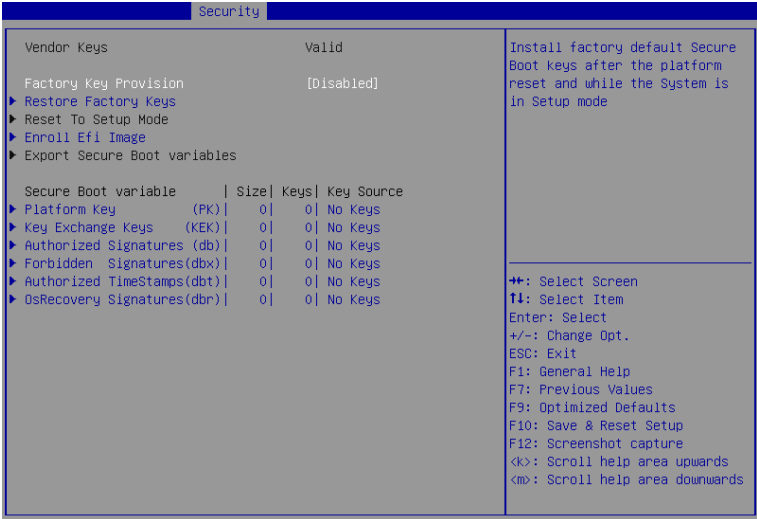 Security
Vendor Keys Valid
Factory Key Provision [Disabled]
Restore Factory Keys
Reset To Setup Mode
Enroll Efi Image
Export Secure Boot variables
Secure Boot variable | Size| Keys| Key Source
Platform Key (PK)| 0| 0| No Keys
Key Exchange Keys (KEK)| 0| 0| No Keys
Authorized Signatures (db)| 0| 0| No Keys
Forbidden Signatures(dbx)| 0| 0| No Keys
Authorized TimeStamps(dbt)| 0| 0| No Keys
OsRecovery Signatures(dbr)| 0| 0| No Keys
Install factory default Secure
Boot keys after the platform
reset and while the System is
in Setup mode
→←: Select Screen
↑↓: Select Item
Enter: Select
+/-: Change Opt.
ESC: Exit
F1: General Help
F7: Previous Values
F9: Optimized Defaults
F10: Save & Reset Setup
F12: Screenshot capture
<k>: Scroll help area upwards
<m>: Scroll help area downwards